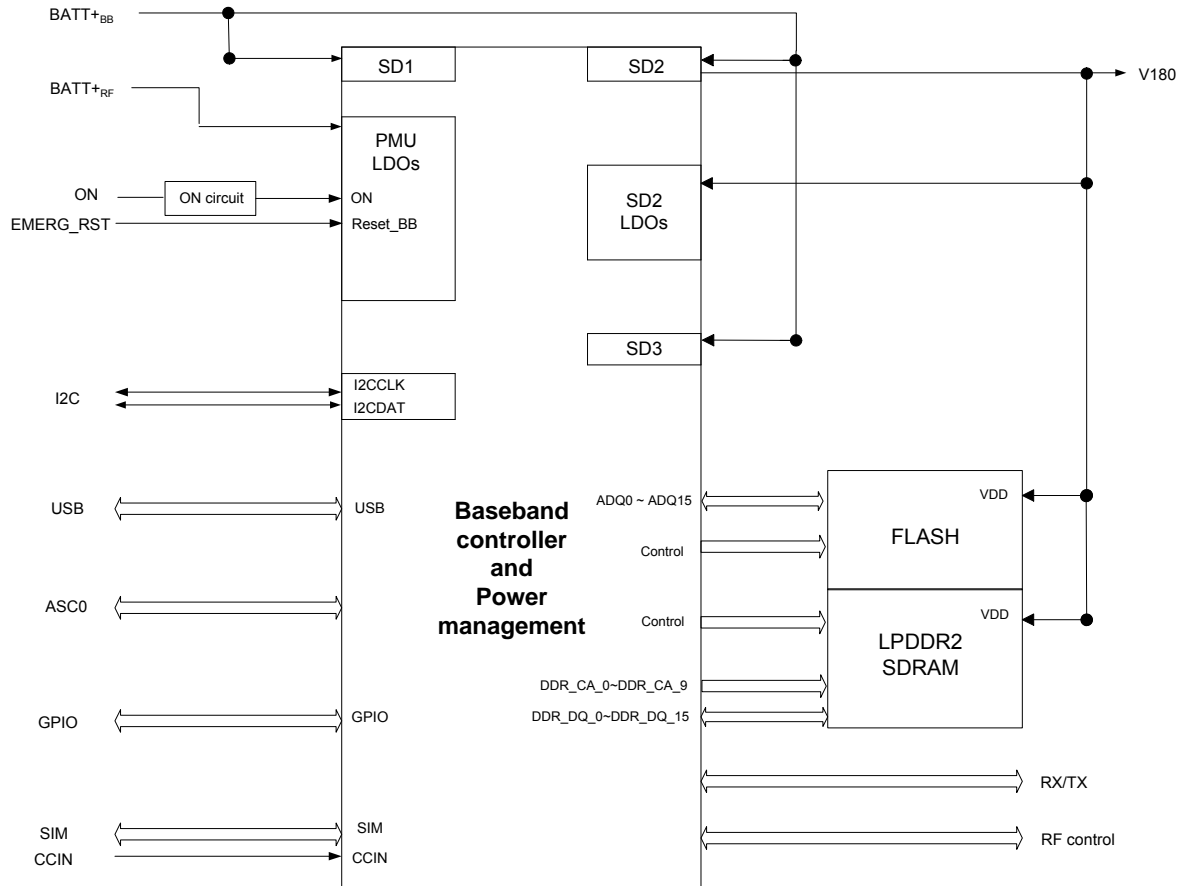 BATT+BB
SD1
SD2
V180
BATT+RF
PMU
LDOs
ON
ON circuit
ON
EMERG_RST
Reset_BB
SD2
LDOs
SD3
I2C
I2CCLK
I2CDAT
USB
USB
Baseband
controller
and
Power
management
ADQ0 ~ ADQ15
VDD
FLASH
Control
ASC0
Control
VDD
LPDDR2
SDRAM
DDR_CA_0~DDR_CA_9
GPIO
GPIO
DDR_DQ_0~DDR_DQ_15
RX/TX
SIM
SIM
RF control
CCIN
CCIN